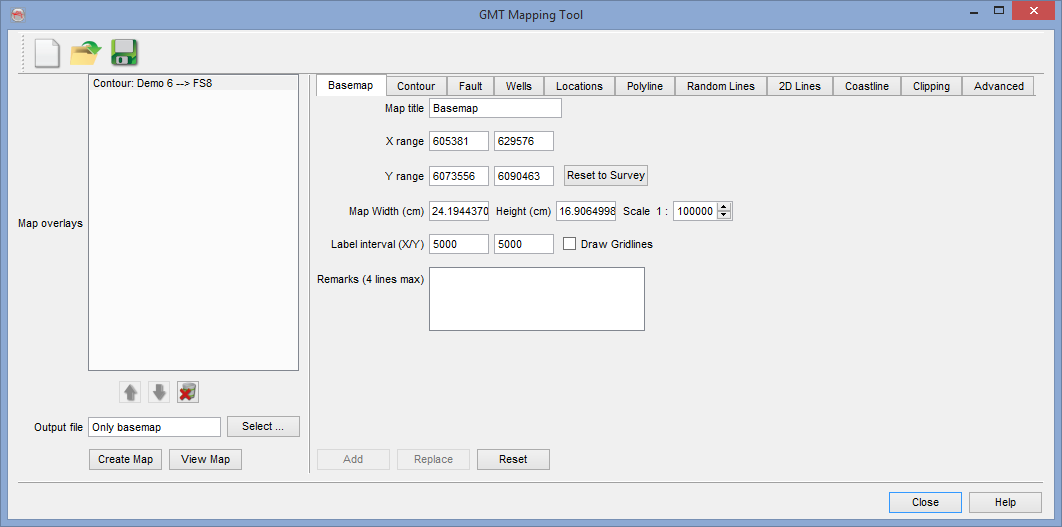 GMT Mapping Tool
Map overlays
Contour: Demo 6 --> FS8
Output file Only basemap Select ...
Create Map View Map
Basemap Contour Fault Wells Locations Polyline Random Lines 2D Lines Coastline Clipping Advanced
Map title Basemap
X range 605381 629576
Y range 6073556 6090463 Reset to Survey
Map Width (cm) 24.1944370 Height (cm) 16.9064998 Scale 1 : 100000
Label interval (X/Y) 5000 5000 Draw Gridlines
Remarks (4 lines max)
Add Replace Reset
Close Help